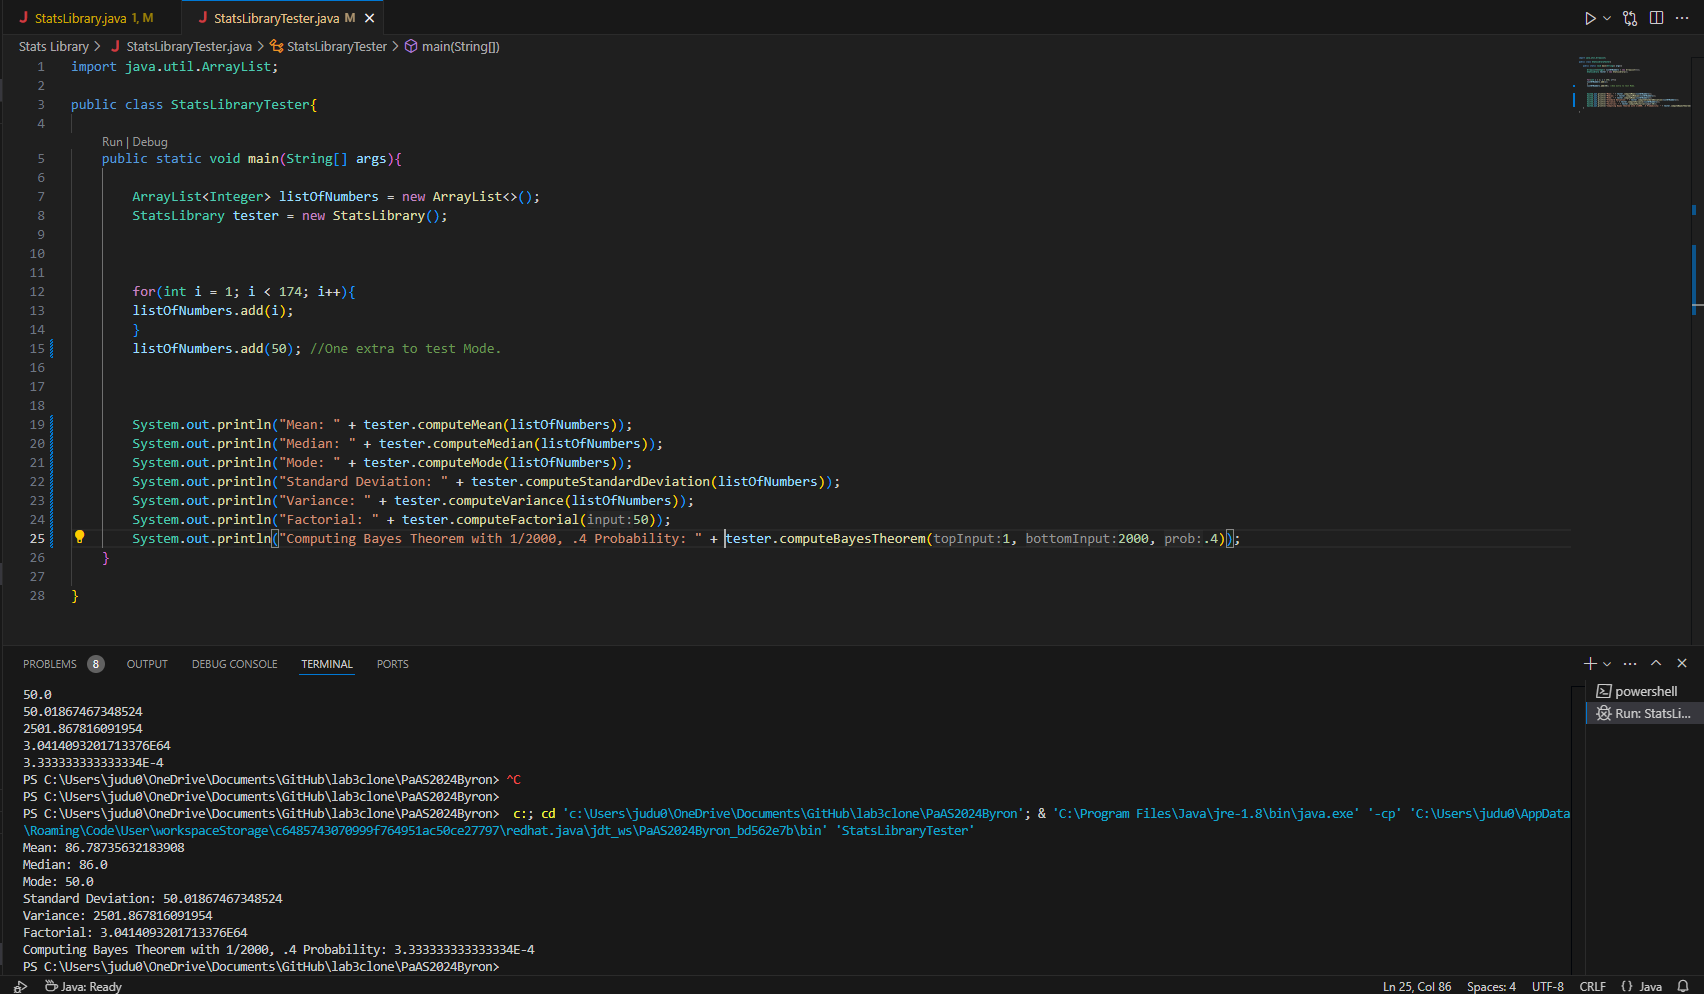 StatsLibrary.java 1, M
StatsLibraryTester.java M
Stats Library > StatsLibraryTester.java > StatsLibraryTester > main(String[])
1 import java.util.ArrayList;
2
3 public class StatsLibraryTester{
4
Run | Debug
5 public static void main(String[] args){
6
7 ArrayList<Integer> listOfNumbers = new ArrayList<>();
8 StatsLibrary tester = new StatsLibrary();
9
10
11
12 for(int i = 1; i < 174; i++){
13 listOfNumbers.add(i);
14 }
15 listOfNumbers.add(50); //One extra to test Mode.
16
17
18
19 System.out.println("Mean: " + tester.computeMean(listOfNumbers));
20 System.out.println("Median: " + tester.computeMedian(listOfNumbers));
21 System.out.println("Mode: " + tester.computeMode(listOfNumbers));
22 System.out.println("Standard Deviation: " + tester.computeStandardDeviation(listOfNumbers));
23 System.out.println("Variance: " + tester.computeVariance(listOfNumbers));
24 System.out.println("Factorial: " + tester.computeFactorial(input:50));
25 System.out.println("Computing Bayes Theorem with 1/2000, .4 Probability: " + tester.computeBayesTheorem(topInput:1, bottomInput:2000, prob:.4));
26 }
27
28 }
PROBLEMS 8 OUTPUT DEBUG CONSOLE TERMINAL PORTS
powershell
Run: StatsLi...
50.0
50.01867467348524
2501.867816091954
3.0414093201713376E64
3.333333333333334E-4
PS C:\Users\judu0\OneDrive\Documents\GitHub\lab3clone\PaAS2024Byron> ^C
PS C:\Users\judu0\OneDrive\Documents\GitHub\lab3clone\PaAS2024Byron>
PS C:\Users\judu0\OneDrive\Documents\GitHub\lab3clone\PaAS2024Byron> c:; cd 'c:\Users\judu0\OneDrive\Documents\GitHub\lab3clone\PaAS2024Byron'; & 'C:\Program Files\Java\jre-1.8\bin\java.exe' '-cp' 'C:\Users\judu0\AppData
\Roaming\Code\User\workspaceStorage\c6485743070999f764951ac50ce27797\redhat.java\jdt_ws\PaAS2024Byron_bd562e7b\bin' 'StatsLibraryTester'
Mean: 86.78735632183908
Median: 86.0
Mode: 50.0
Standard Deviation: 50.01867467348524
Variance: 2501.867816091954
Factorial: 3.0414093201713376E64
Computing Bayes Theorem with 1/2000, .4 Probability: 3.333333333333334E-4
PS C:\Users\judu0\OneDrive\Documents\GitHub\lab3clone\PaAS2024Byron>
Java: Ready
Ln 25, Col 86 Spaces: 4 UTF-8 CRLF {} Java